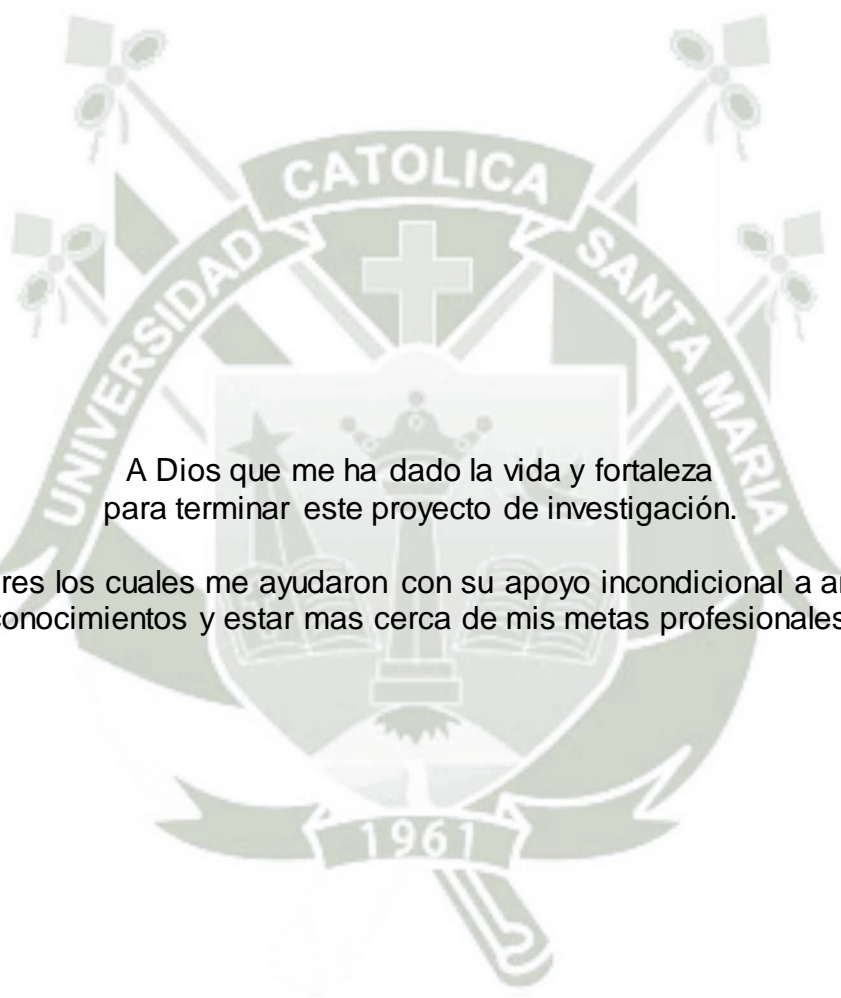 CATOLICA
UNIVERSIDAD
SANTA MARIA
A Dios que me ha dado la vida y fortaleza
para terminar este proyecto de investigación.
res los cuales me ayudaron con su apoyo incondicional a
conocimientos y estar mas cerca de mis metas profesionales
1961